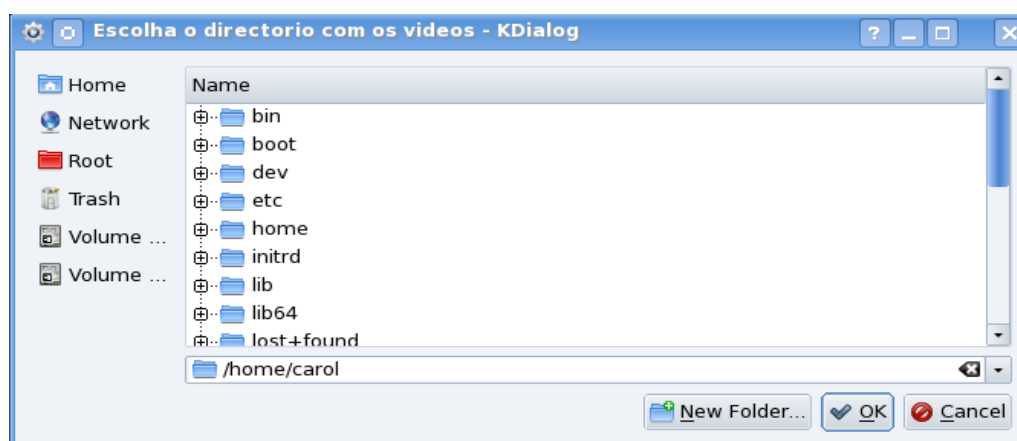 Escolha o directorio com os videos - KDialog
Home
Network
Root
Trash
Volume ...
Volume ...
Name
bin
boot
dev
etc
home
initrd
lib
lib64
lost+found
/home/carol
New Folder...
OK
Cancel